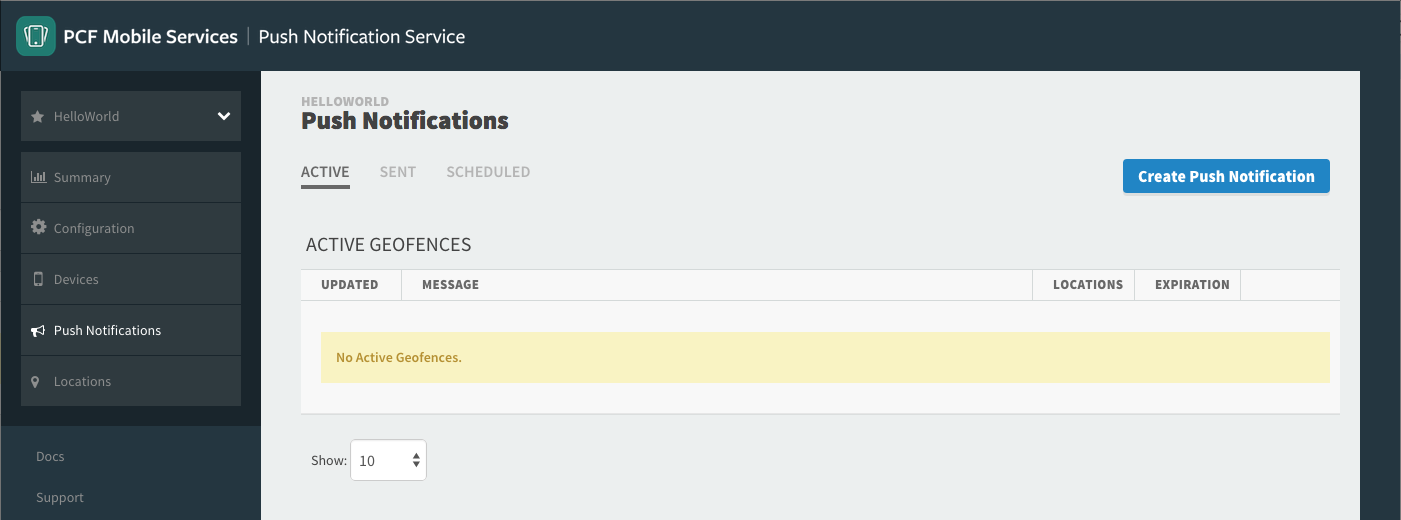 PCF Mobile Services | Push Notification Service
HelloWorld
Summary
Configuration
Devices
Push Notifications
Locations
Docs
Support
HELLOWORLD
Push Notifications
ACTIVE SENT SCHEDULED
Create Push Notification
ACTIVE GEOFENCES
UPDATED MESSAGE LOCATIONS EXPIRATION
No Active Geofences.
Show: 10